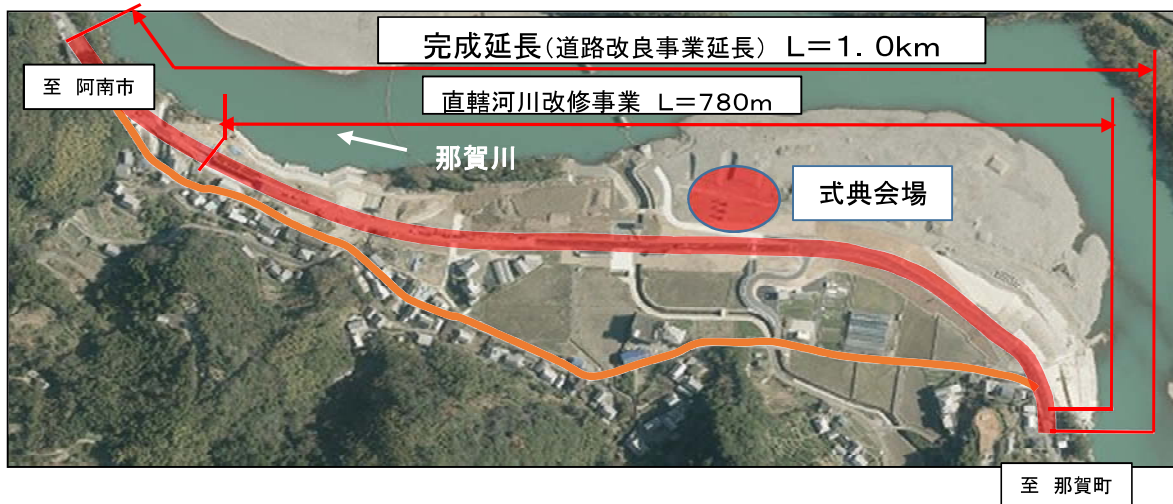 完成延長(道路改良事業延長) L=1.0km
至 阿南市
直轄河川改修事業 L=780m
那賀川
式典会場
至 那賀町